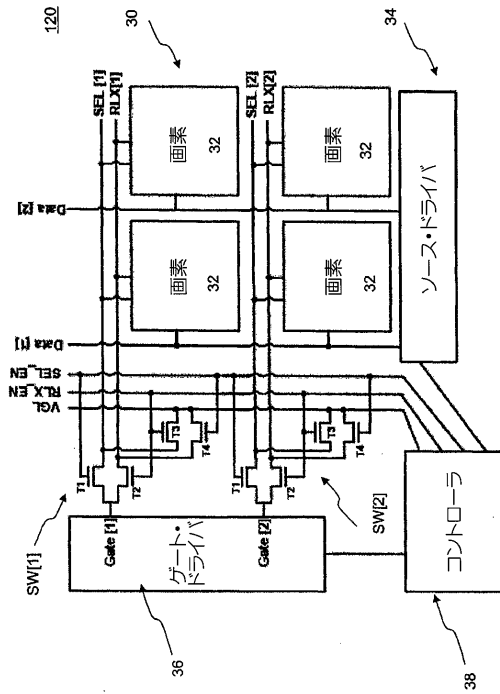 120
30
34
SEL [1]
RLX[1]
SEL [2]
RLX[2]
画素
32
画素
32
画素
32
画素
32
Data [2]
Data [1]
SEL_EN
RLX_EN
VGL
ソース・ドライバ
T1
T2
T3
T4
T1
T2
T3
T4
SW[1]
SW[2]
Gate [1]
Gate [2]
ゲート・
ドライバ
コントローラ
36
38